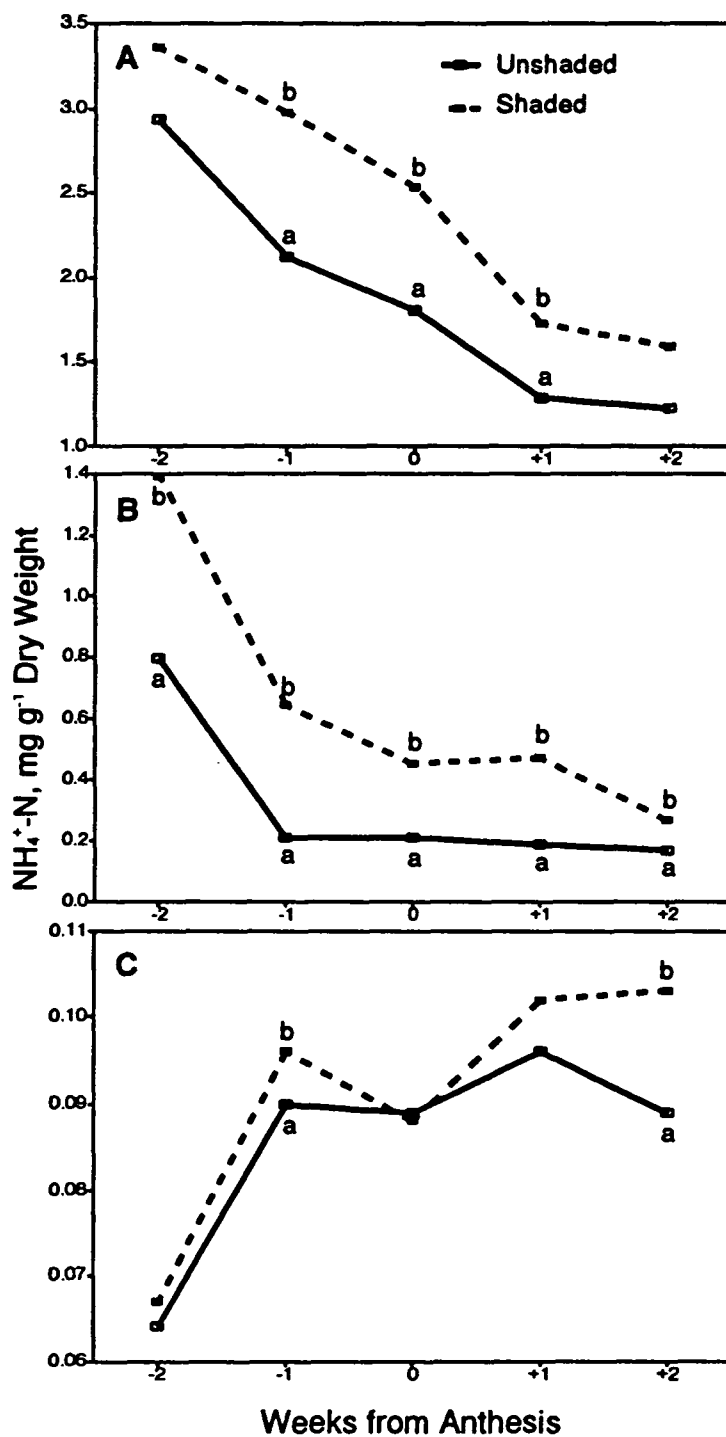 3.5
A
Unshaded
b
Shaded
3.0
b
2.5
a
2.0
a
b
1.5
a
1.0
-2 -1 0 +1 +2
1.4
B
b
1.2
1.0
0.8
a
b
0.6
b
b
0.4
b
0.2
a a a a
0.0
-2 -1 0 +1 +2
0.11
C
b
b
0.10
0.09
a
a
0.08
0.07
0.06
-2 -1 0 +1 +2
NH₄⁺-N, mg g⁻¹ Dry Weight
Weeks from Anthesis